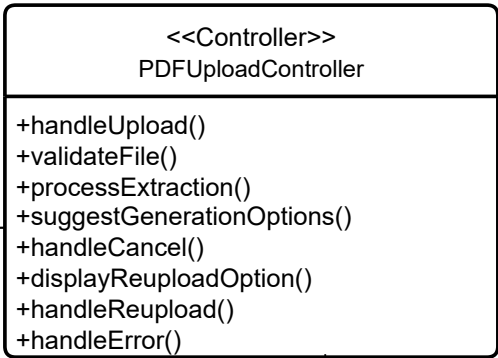 <<Controller>>
PDFUploadController
+handleUpload()
+validateFile()
+processExtraction()
+suggestGenerationOptions()
+handleCancel()
+displayReuploadOption()
+handleReupload()
+handleError()